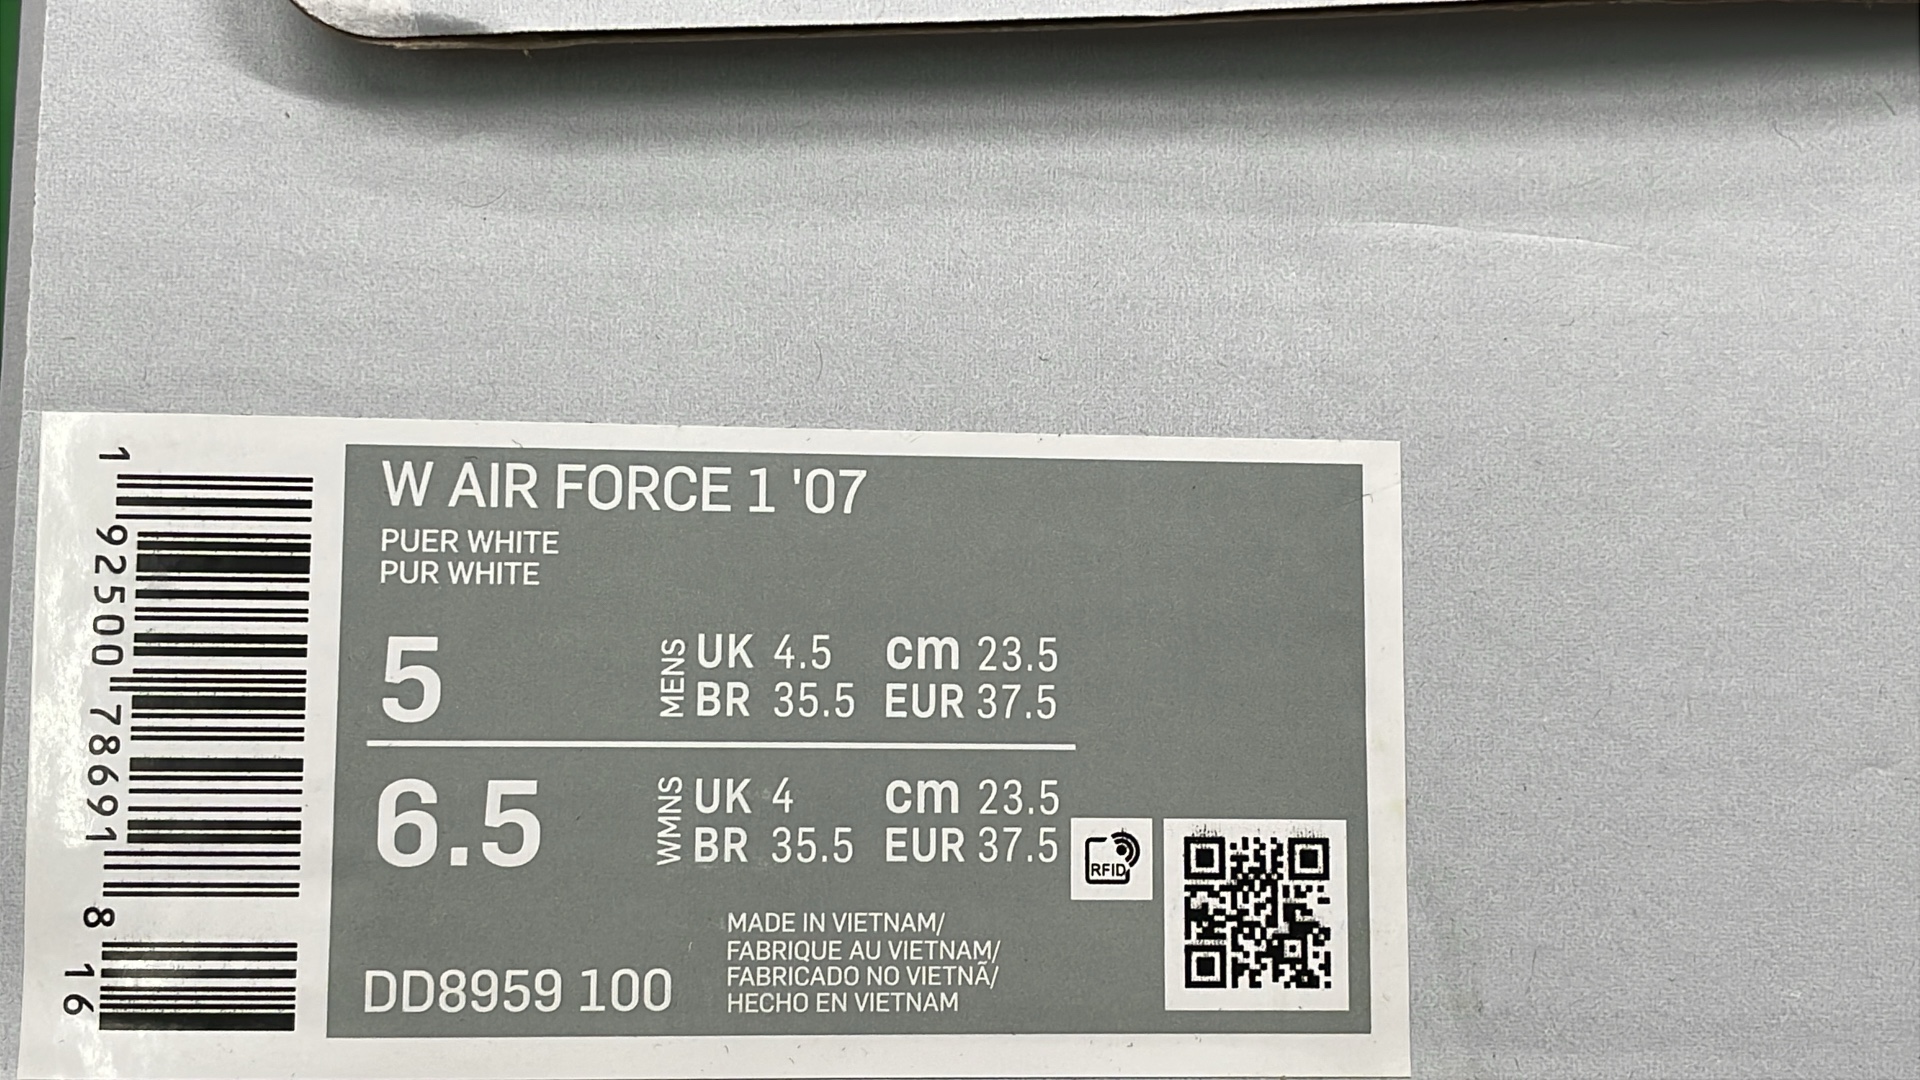 W AIR FORCE 1 '07
PUER WHITE
PUR WHITE
5
MENS
UK 4.5 cm 23.5
BR 35.5 EUR 37.5
6.5
WMNS
UK 4 cm 23.5
BR 35.5 EUR 37.5
RFID
MADE IN VIETNAM/
FABRIQUE AU VIETNAM/
FABRICADO NO VIETNÃ/
HECHO EN VIETNAM
DD8959 100
1 92500 78691 8 16